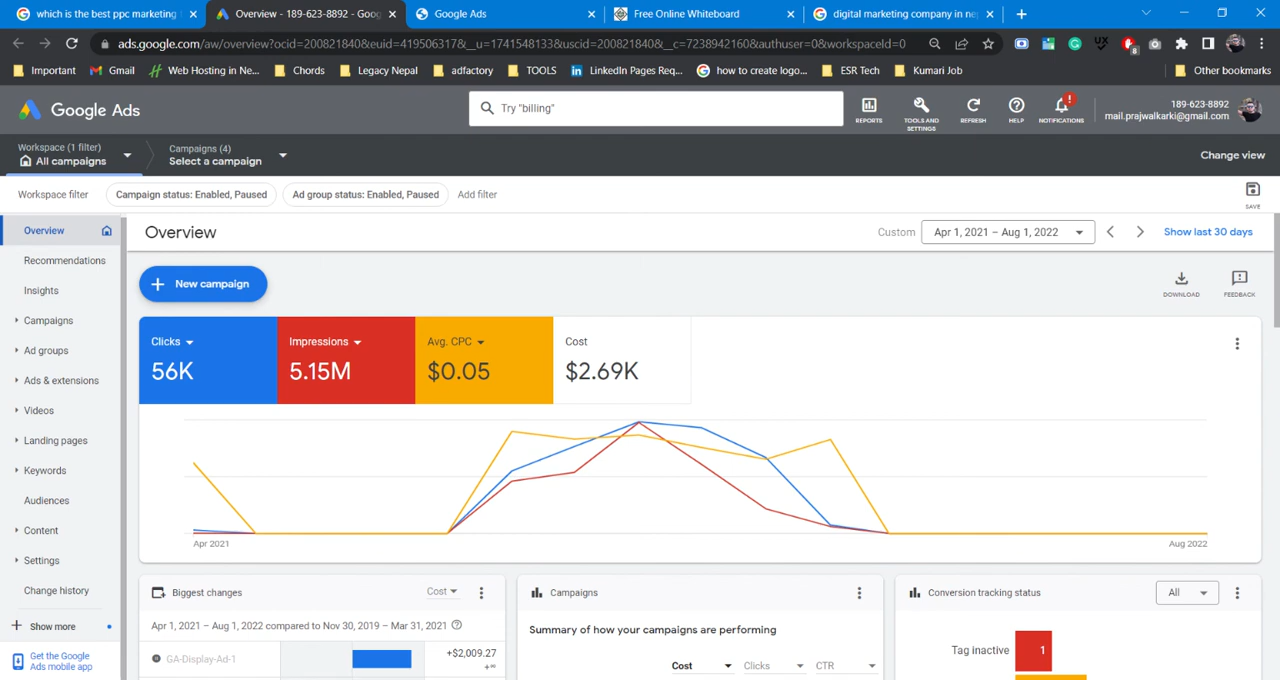 which is the best ppc marketing
Overview - 189-623-8892 - Goog
Google Ads
Free Online Whiteboard
digital marketing company in ne
ads.google.com/aw/overview?ocid=200821840&euid=419506317&__u=1741548133&uscid=200821840&__c=7238942160&authuser=0&workspaceId=0
8
Important
Gmail
Web Hosting in Ne...
Chords
Legacy Nepal
adfactory
TOOLS
LinkedIn Pages Req...
how to create logo...
ESR Tech
Kumari Job
Other bookmarks
Google Ads
Try "billing"
REPORTS
TOOLS AND SETTINGS
REFRESH
HELP
NOTIFICATIONS
189-623-8892
mail.prajwalkarki@gmail.com
Workspace (1 filter)
All campaigns
Campaigns (4)
Select a campaign
Change view
Workspace filter
Campaign status: Enabled, Paused
Ad group status: Enabled, Paused
Add filter
SAVE
Overview
Recommendations
Insights
Campaigns
Ad groups
Ads & extensions
Videos
Landing pages
Keywords
Audiences
Content
Settings
Change history
Show more
Get the Google
Ads mobile app
Overview
Custom
Apr 1, 2021 – Aug 1, 2022
Show last 30 days
New campaign
DOWNLOAD
FEEDBACK
Clicks
56K
Impressions
5.15M
Avg. CPC
$0.05
Cost
$2.69K
Apr 2021
Aug 2022
Biggest changes
Cost
Apr 1, 2021 – Aug 1, 2022 compared to Nov 30, 2019 – Mar 31, 2021
GA-Display-Ad-1
+$2,009.27
+∞
Campaigns
Summary of how your campaigns are performing
Cost
Clicks
CTR
Conversion tracking status
All
Tag inactive
1